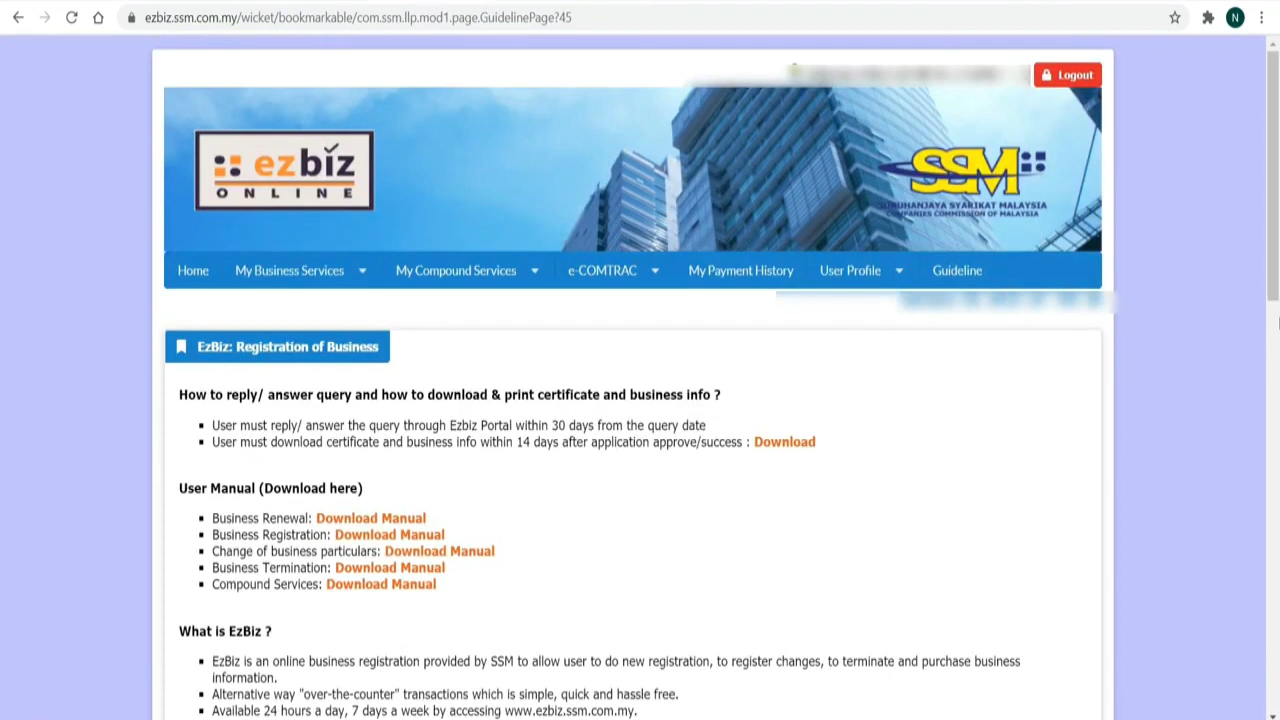 ezbiz.ssm.com.my/wicket/bookmarkable/com.ssm.llp.mod1.page.GuidelinePage?45
N
Logout
ezbiz
ONLINE
SSM
SURUHANJAYA SYARIKAT MALAYSIA
COMPANIES COMMISSION OF MALAYSIA
Home My Business Services My Compound Services e-COMTRAC My Payment History User Profile Guideline
EzBiz: Registration of Business
How to reply/ answer query and how to download & print certificate and business info ?
▪ User must reply/ answer the query through Ezbiz Portal within 30 days from the query date
▪ User must download certificate and business info within 14 days after application approve/success : Download
User Manual (Download here)
▪ Business Renewal: Download Manual
▪ Business Registration: Download Manual
▪ Change of business particulars: Download Manual
▪ Business Termination: Download Manual
▪ Compound Services: Download Manual
What is EzBiz ?
▪ EzBiz is an online business registration provided by SSM to allow user to do new registration, to register changes, to terminate and purchase business
information.
▪ Alternative way "over-the-counter" transactions which is simple, quick and hassle free.
▪ Available 24 hours a day, 7 days a week by accessing www.ezbiz.ssm.com.my.